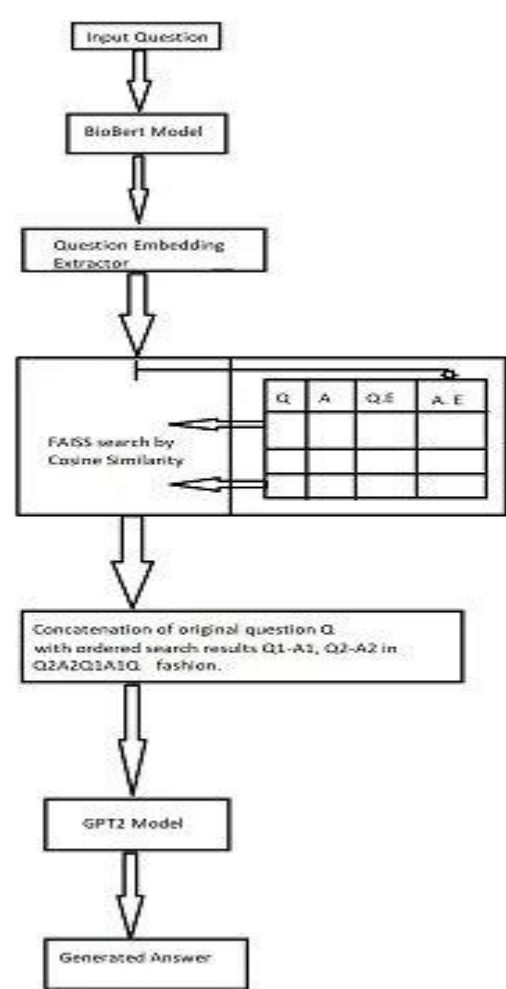 Input Question
BioBert Model
Question Embedding
Extractor
Q A Q.E A. E
FAISS search by
Cosine Similarity
Concatenation of original question Q
with ordered search results Q1-A1, Q2-A2 in
Q2A2Q1A1Q fashion.
GPT2 Model
Generated Answer